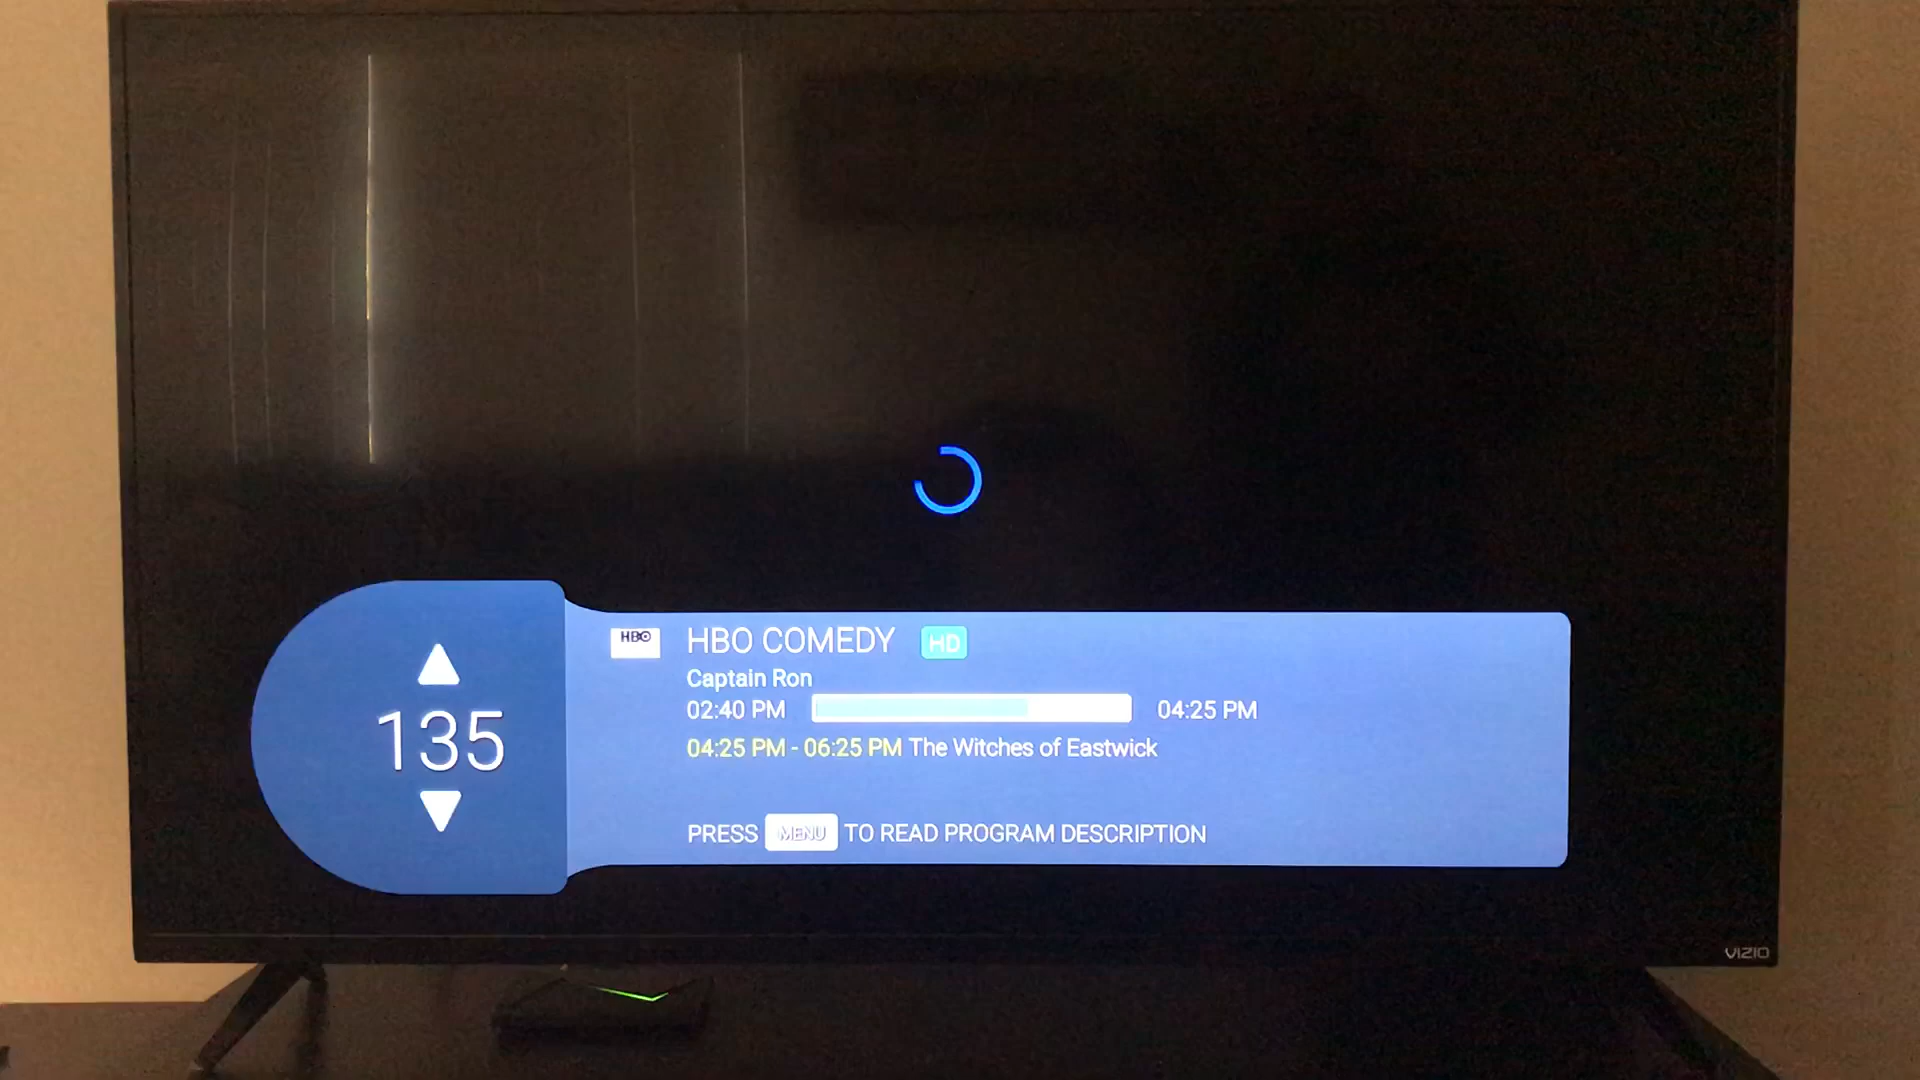 HBO
HBO COMEDY HD
Captain Ron
02:40 PM 04:25 PM
04:25 PM - 06:25 PM The Witches of Eastwick
135
PRESS MENU TO READ PROGRAM DESCRIPTION
VIZIO